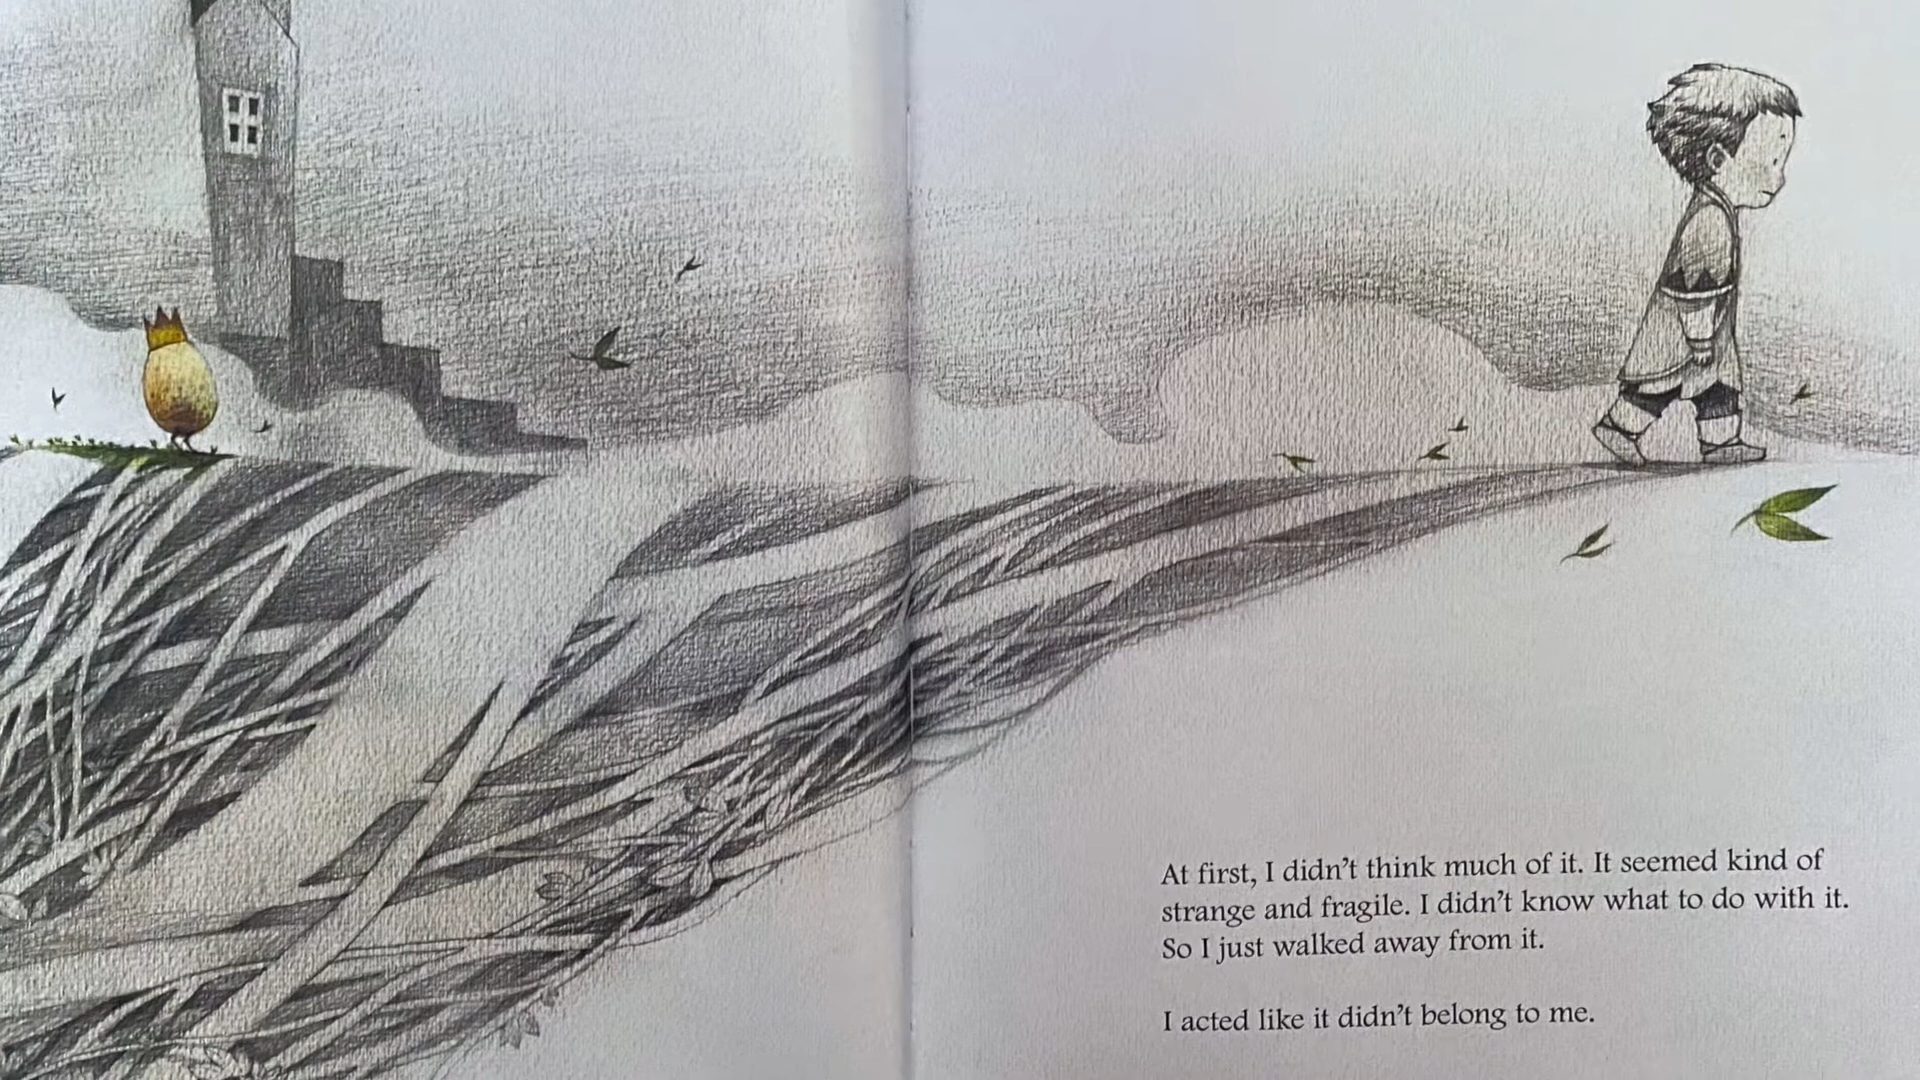 At first, I didn’t think much of it. It seemed kind of
strange and fragile. I didn’t know what to do with it.
So I just walked away from it.
I acted like it didn’t belong to me.